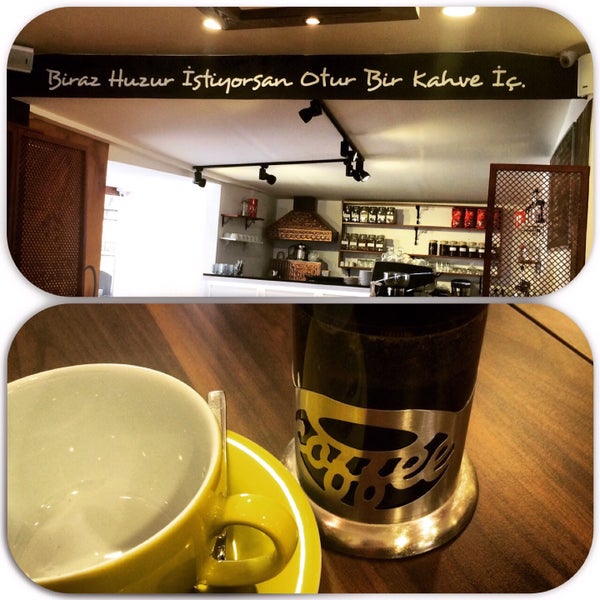 Biraz Huzur İstiyorsan Otur Bir Kahve İç.
Coffee